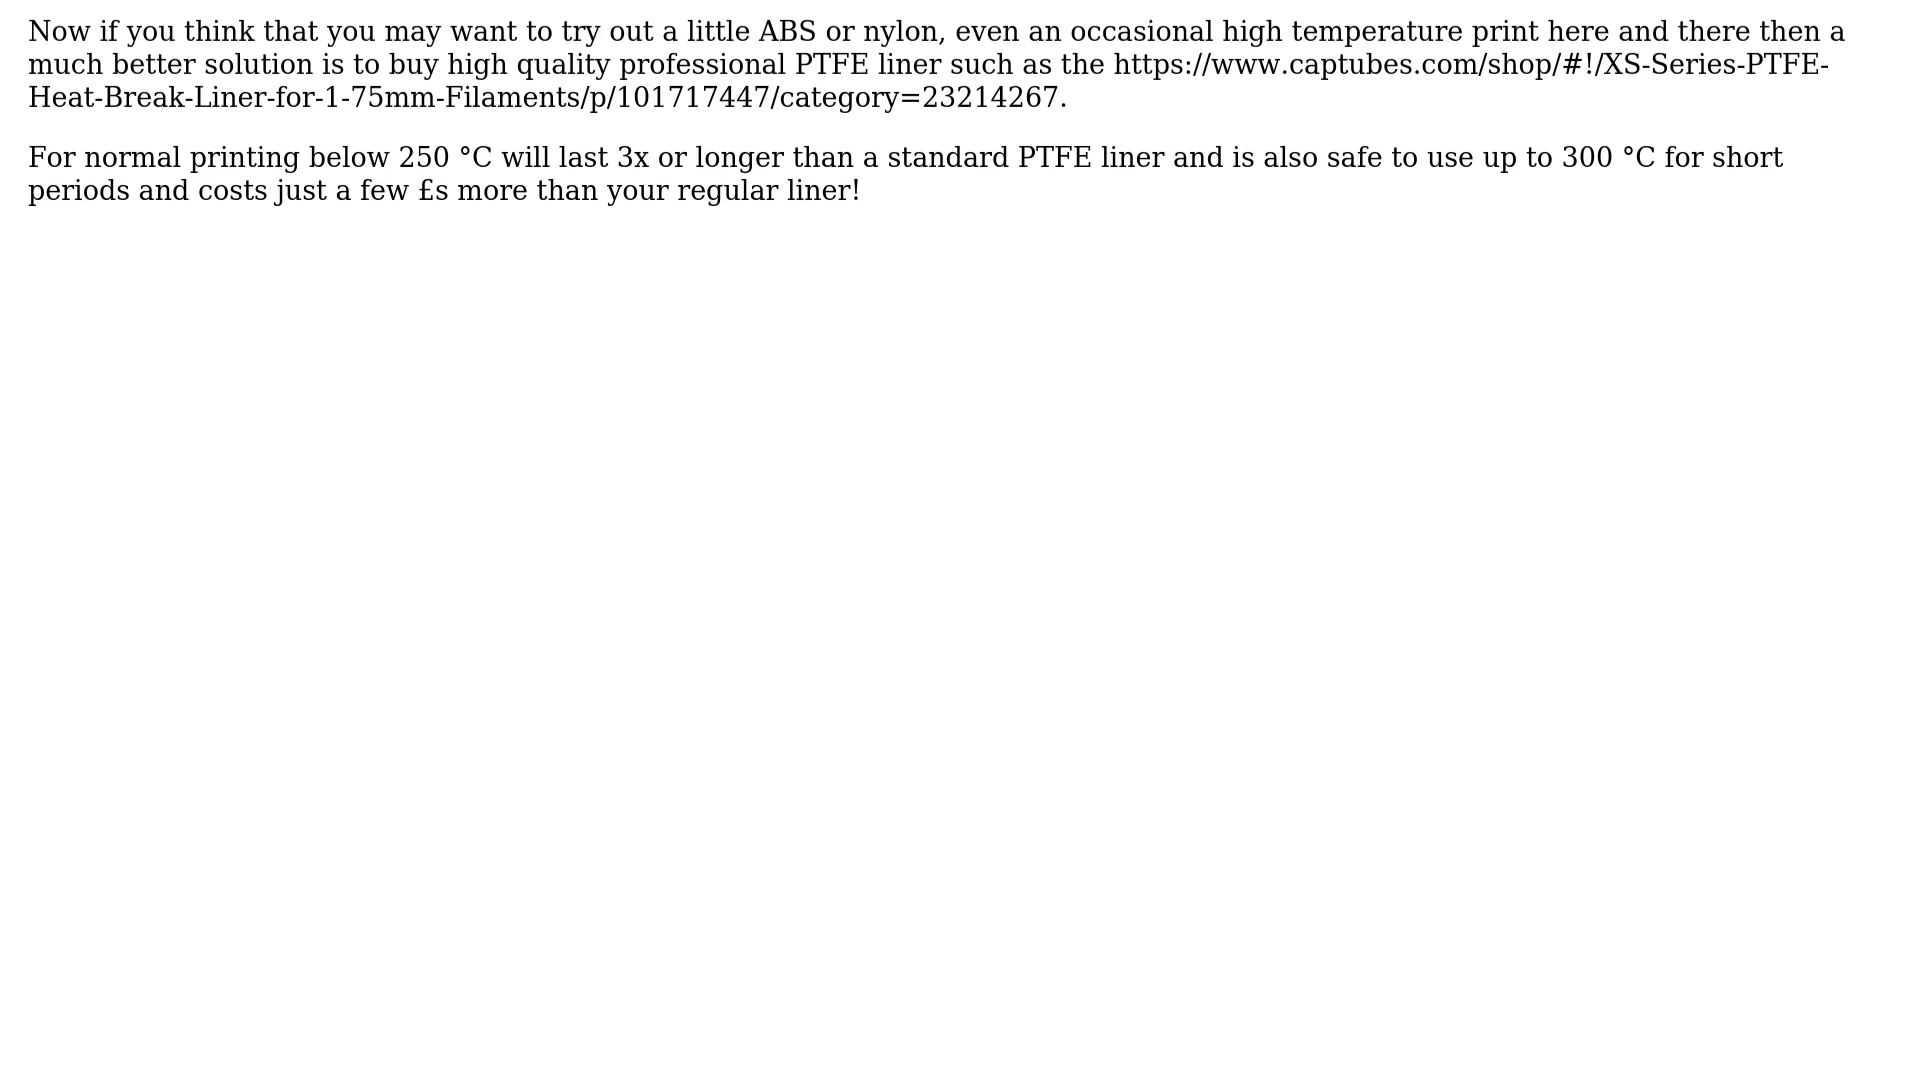 Now if you think that you may want to try out a little ABS or nylon, even an occasional high temperature print here and there then a
much better solution is to buy high quality professional PTFE liner such as the https://www.captubes.com/shop/#!/XS-Series-PTFE-
Heat-Break-Liner-for-1-75mm-Filaments/p/101717447/category=23214267.
For normal printing below 250 °C will last 3x or longer than a standard PTFE liner and is also safe to use up to 300 °C for short
periods and costs just a few £s more than your regular liner!